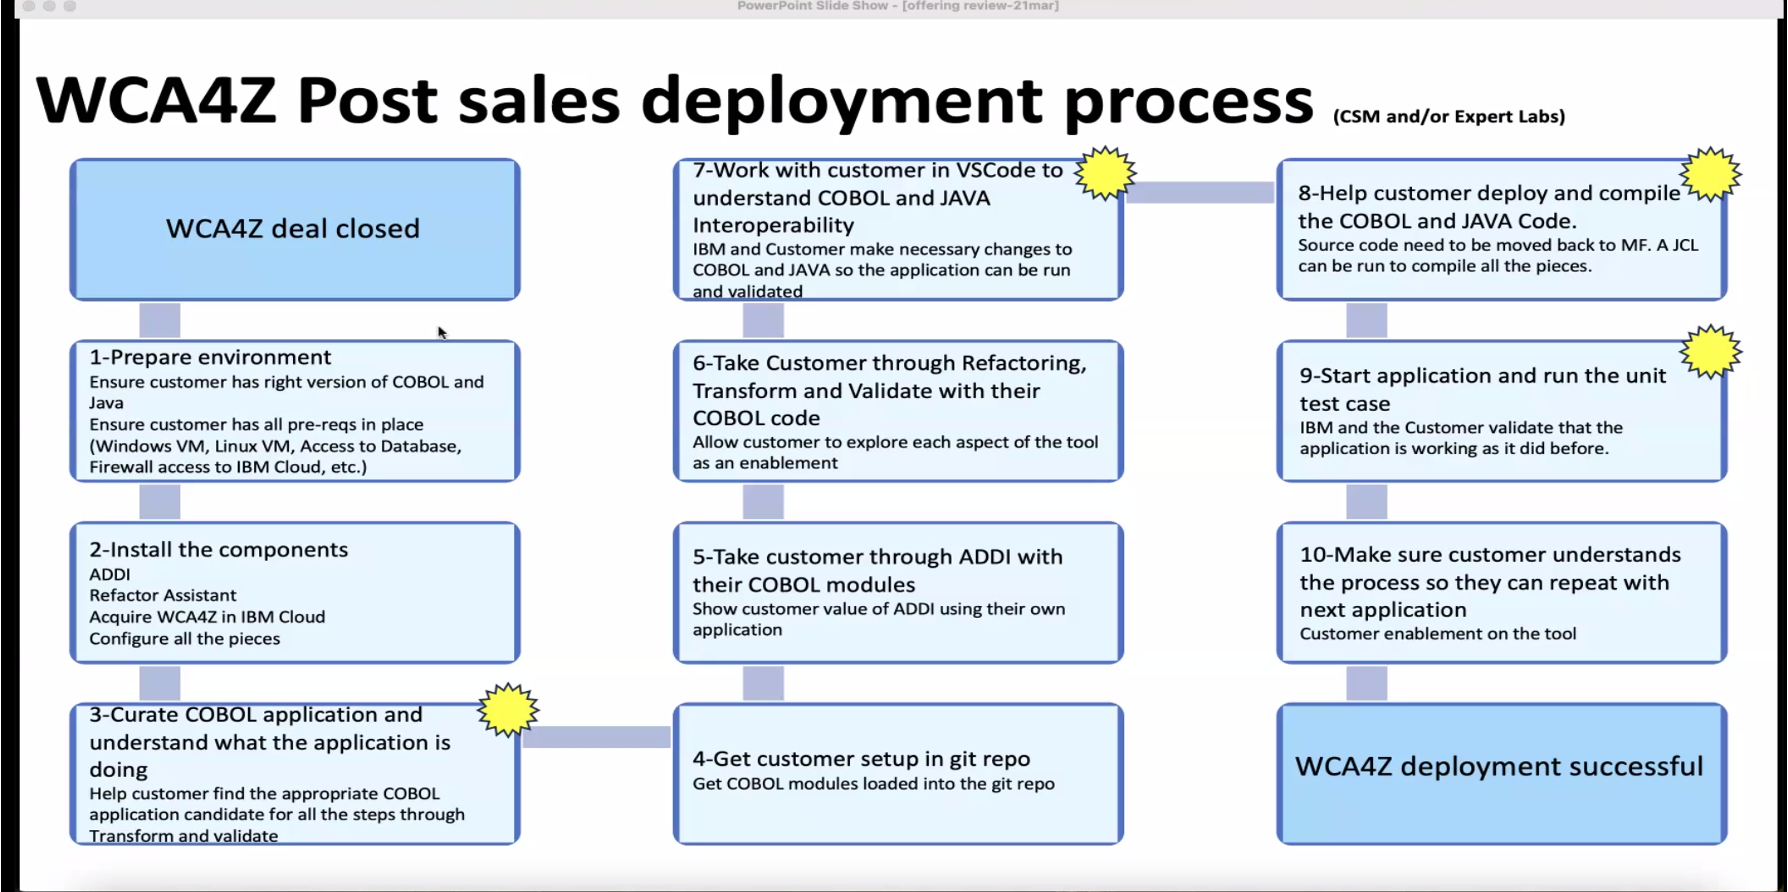 PowerPoint Slide Show - [offering review-21mar]
WCA4Z Post sales deployment process (CSM and/or Expert Labs)
WCA4Z deal closed
1-Prepare environment
Ensure customer has right version of COBOL and
Java
Ensure customer has all pre-reqs in place
(Windows VM, Linux VM, Access to Database,
Firewall access to IBM Cloud, etc.)
2-Install the components
ADDI
Refactor Assistant
Acquire WCA4Z in IBM Cloud
Configure all the pieces
3-Curate COBOL application and
understand what the application is
doing
Help customer find the appropriate COBOL
application candidate for all the steps through
Transform and validate
4-Get customer setup in git repo
Get COBOL modules loaded into the git repo
5-Take customer through ADDI with
their COBOL modules
Show customer value of ADDI using their own
application
6-Take Customer through Refactoring,
Transform and Validate with their
COBOL code
Allow customer to explore each aspect of the tool
as an enablement
7-Work with customer in VSCode to
understand COBOL and JAVA
Interoperability
IBM and Customer make necessary changes to
COBOL and JAVA so the application can be run
and validated
8-Help customer deploy and compile
the COBOL and JAVA Code.
Source code need to be moved back to MF. A JCL
can be run to compile all the pieces.
9-Start application and run the unit
test case
IBM and the Customer validate that the
application is working as it did before.
10-Make sure customer understands
the process so they can repeat with
next application
Customer enablement on the tool
WCA4Z deployment successful